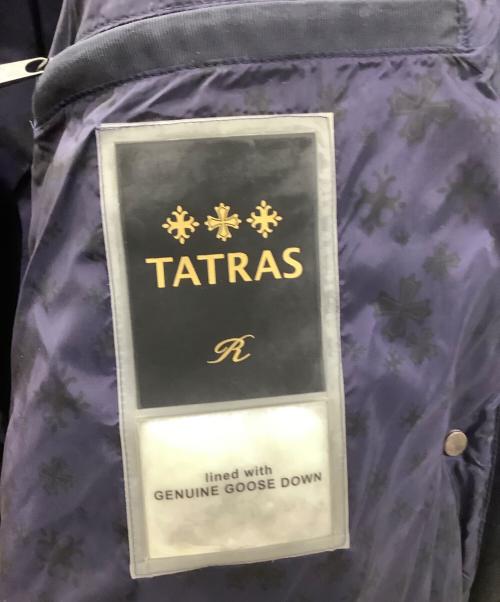 TATRAS
R
lined with
GENUINE GOOSE DOWN